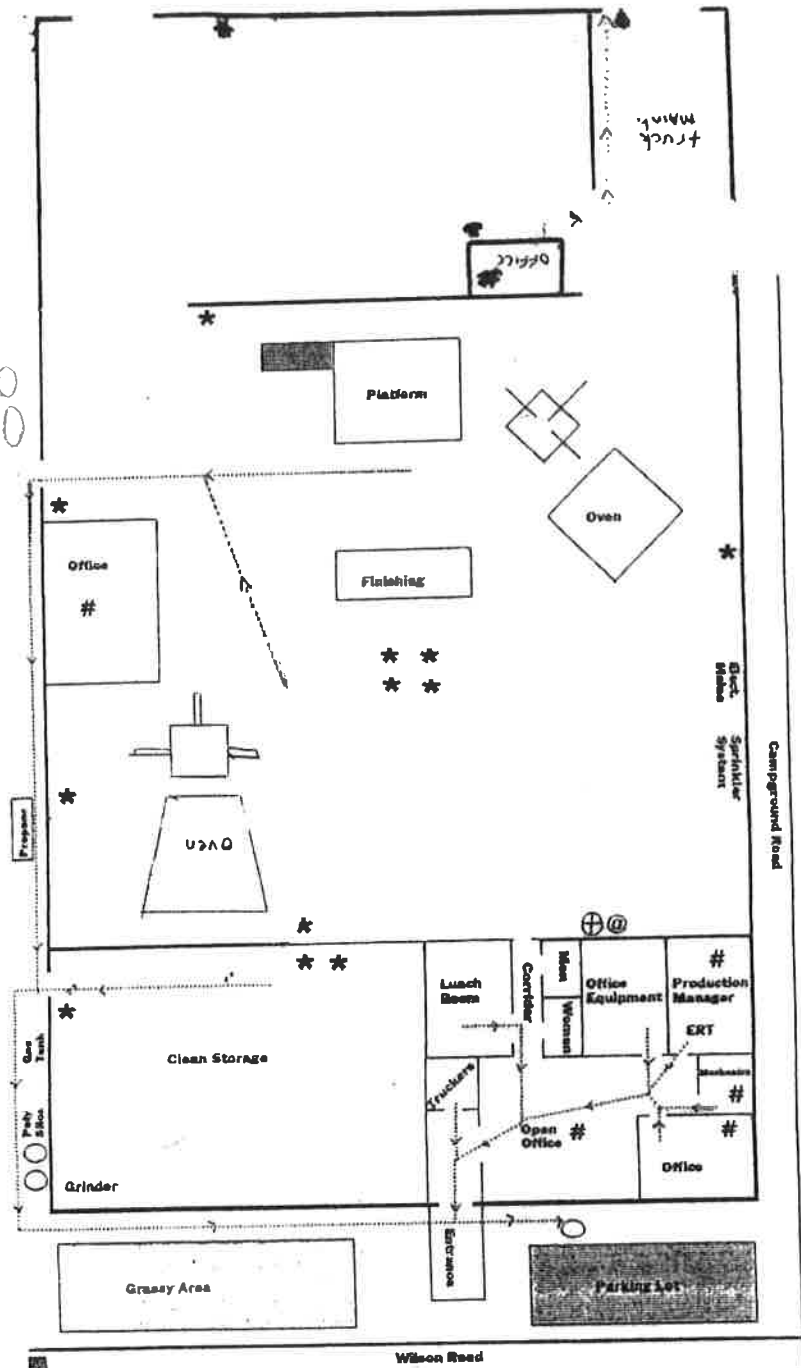 truck
maint.
OFFICE
*
*
Platform
Oven
*
Office
#
Finishing
*
* *
* *
Elect.
Mains
Sprinkler
System
Campground Road
*
Propane
Oven
*
* *
*
@
Lunch
Room
Corridor
Men
Woman
Office
Equipment
#
Production
Manager
ERT
Gas
Tank
Poly
Silos
Clean Storage
Truckers
Mechanics
#
Open
Office #
#
Office
Grinder
Entrance
Grassy Area
Parking Lot
Wilson Road